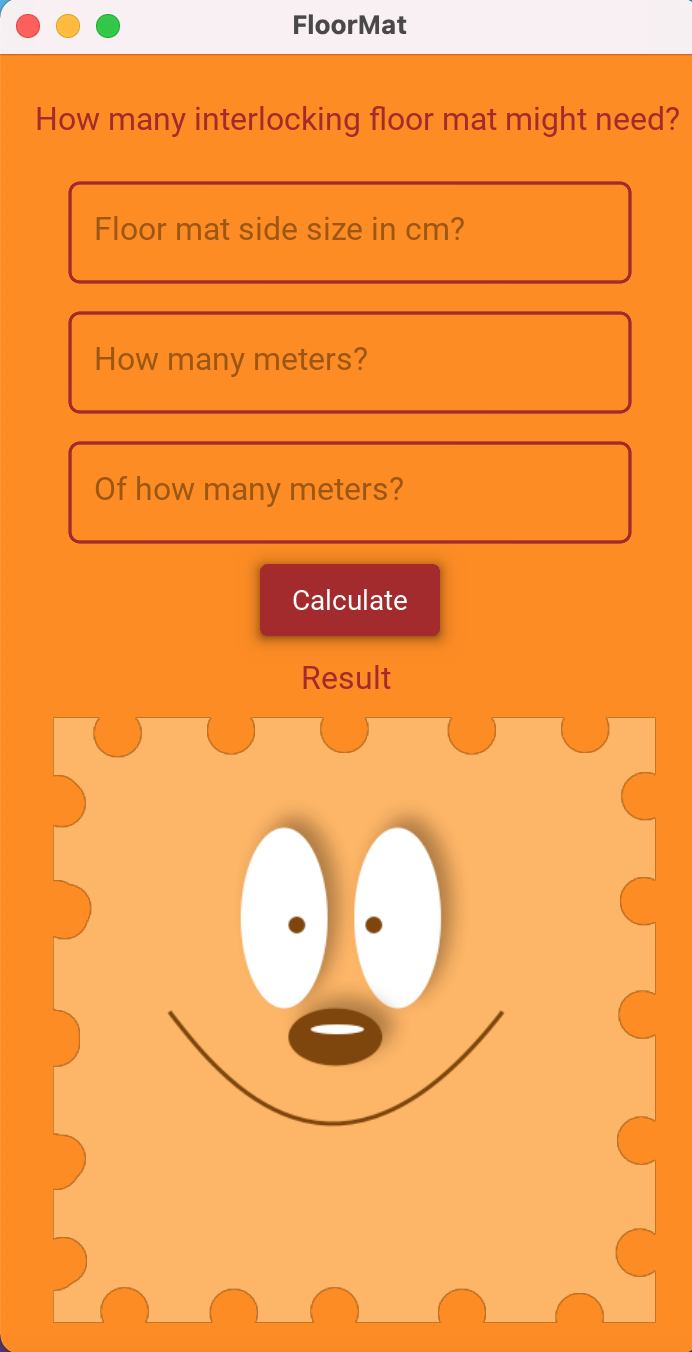 FloorMat
How many interlocking floor mat might need?
Floor mat side size in cm?
How many meters?
Of how many meters?
Calculate
Result